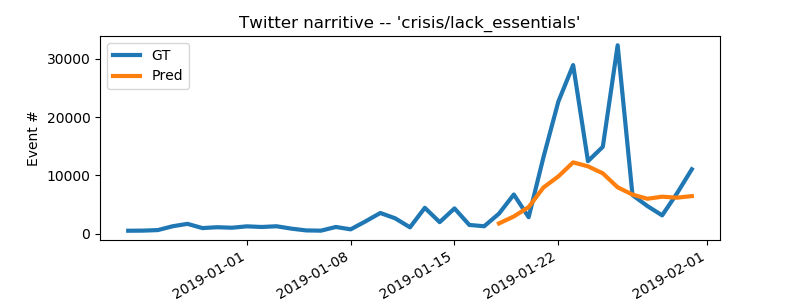 Twitter narritive -- 'crisis/lack_essentials'
GT
Pred
Event #
30000
20000
10000
0
2019-01-01
2019-01-08
2019-01-15
2019-01-22
2019-02-01